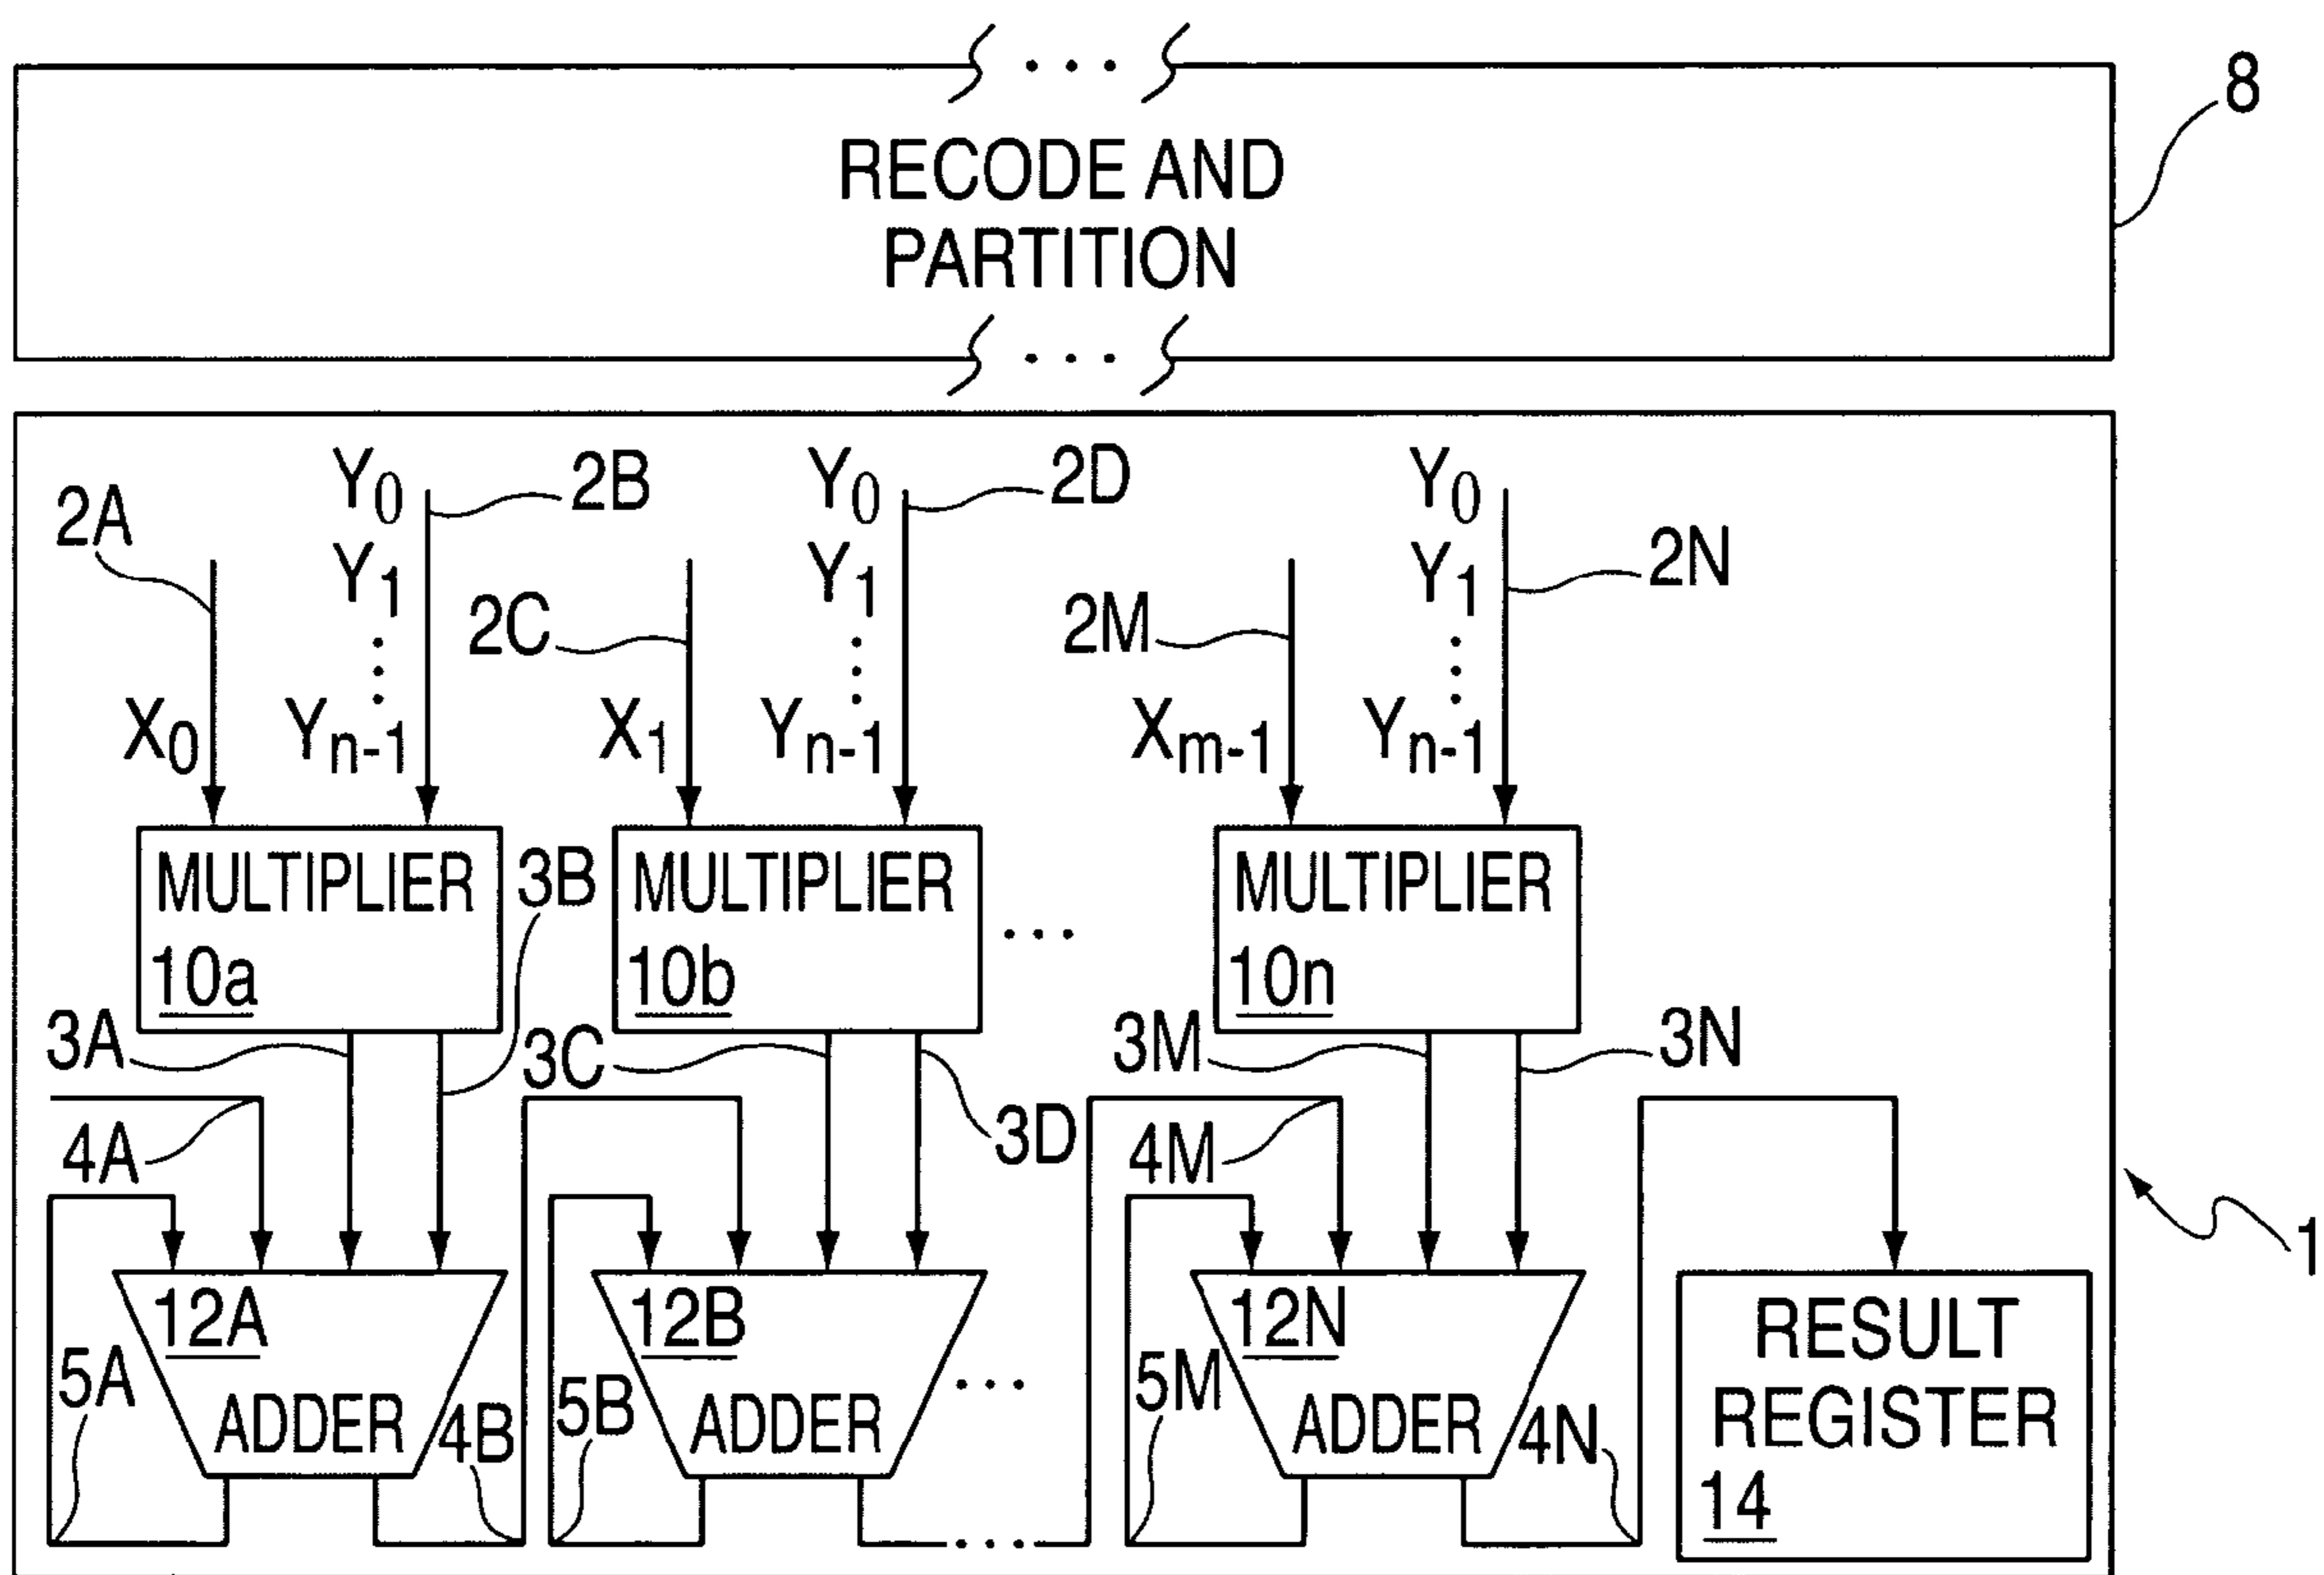 RECODE AND
PARTITION
8
2A
Y0
Y1
⋮
Yn-1
2B
X0
2C
Y0
Y1
⋮
Yn-1
2D
X1
2M
Y0
Y1
⋮
Yn-1
2N
Xm-1
MULTIPLIER
10a
3B
MULTIPLIER
10b
...
MULTIPLIER
10n
3A
3C
3D
3M
3N
4A
4M
1
12A
ADDER
12B
ADDER
...
12N
ADDER
RESULT
REGISTER
14
5A
4B
5B
...
5M
4N